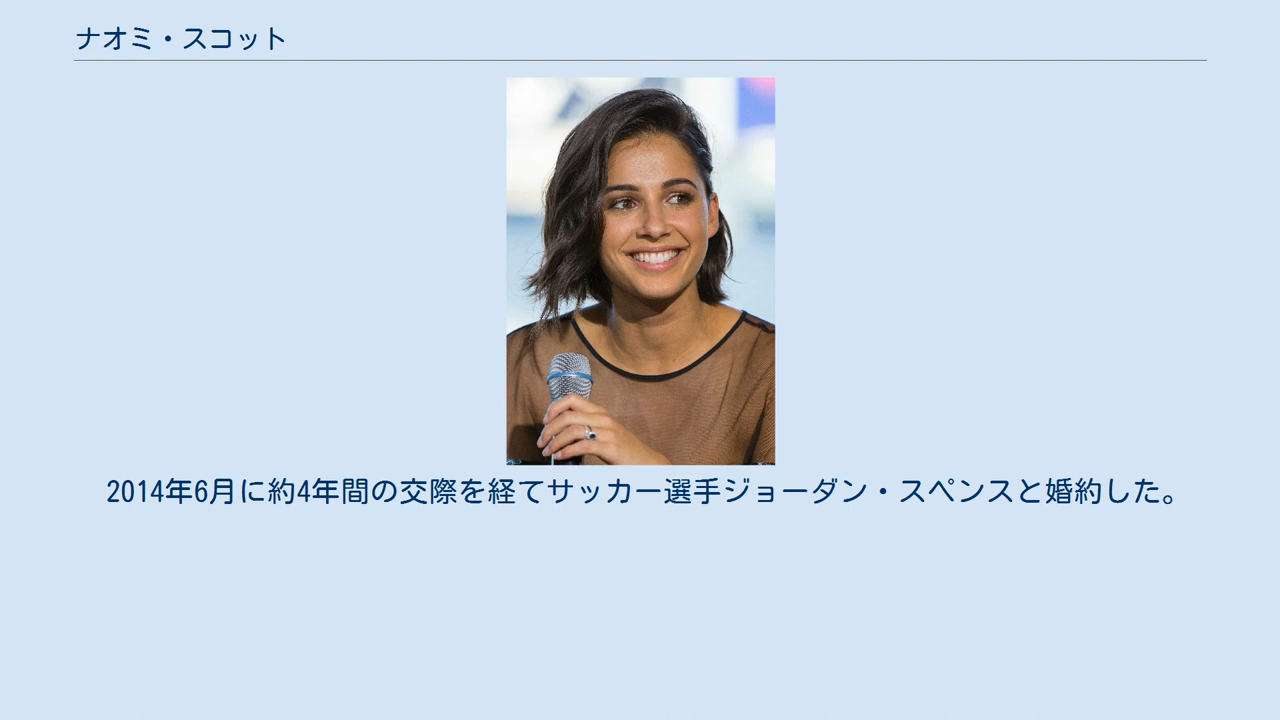 ナオミ・スコット
2014年6月に約4年間の交際を経てサッカー選手ジョーダン・スペンスと婚約した。